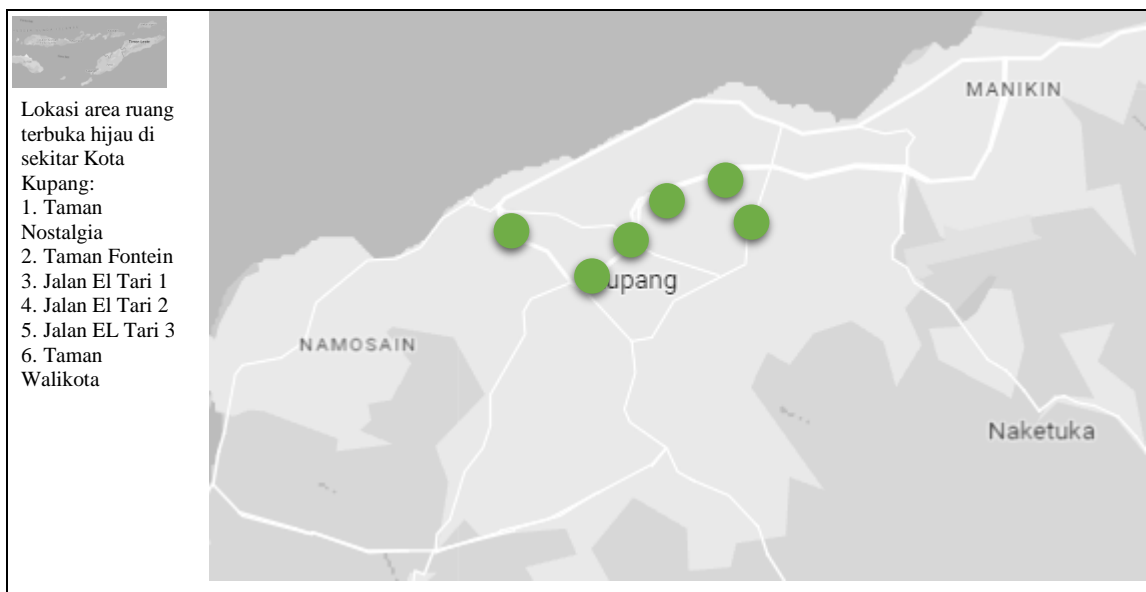 Lokasi area ruang
terbuka hijau di
sekitar Kota
Kupang:
1. Taman
Nostalgia
2. Taman Fontein
3. Jalan El Tari 1
4. Jalan El Tari 2
5. Jalan EL Tari 3
6. Taman
Walikota
MANIKIN
upang
NAMOSAIN
Naketuka